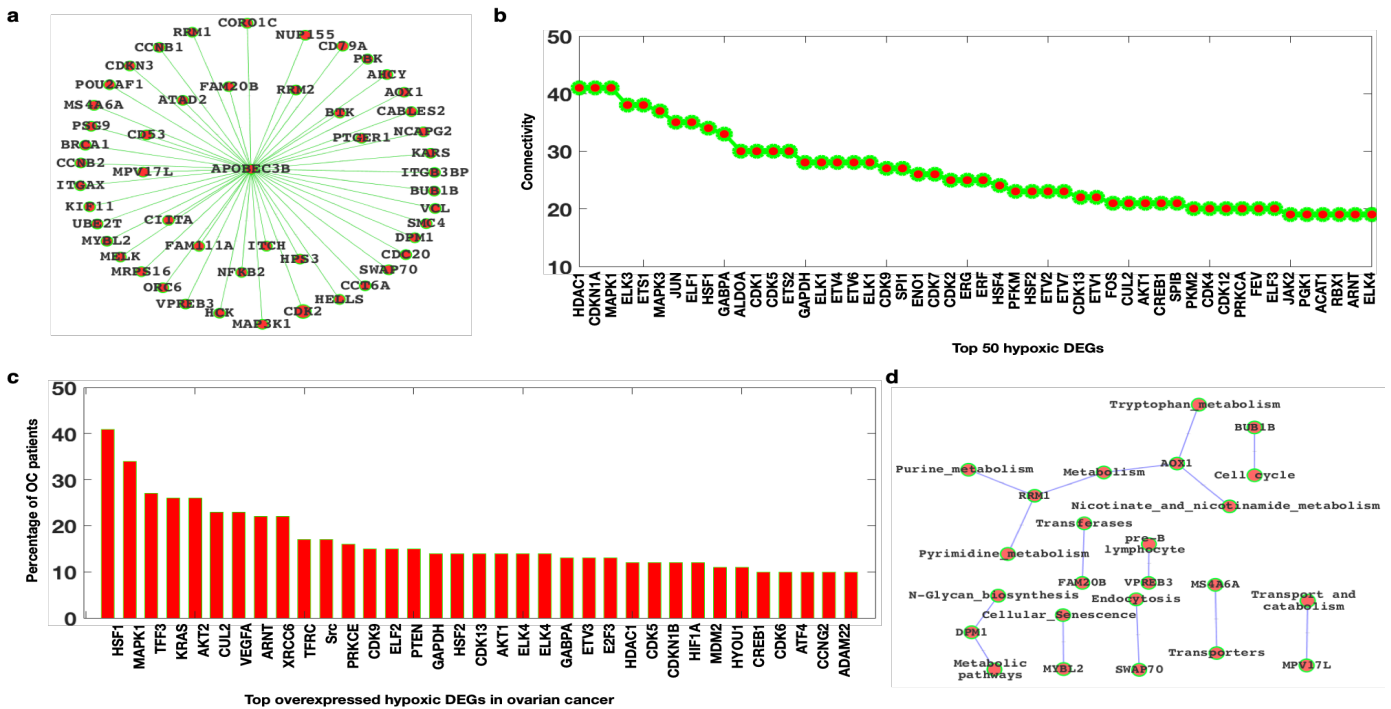 a
CORO1C
RRM1
NUP155
CCNB1
CD79A
PBK
CDKN3
AHCY
POU2AF1
FAM20B
RRM2
AOX1
ATAD2
MS4A6A
BTK
CABLES2
PSG9
CD53
PTGER1
NCAPG2
BRCA1
KARS
CCNB2
MPV17L
APOBEC3B
ITGB3BP
ITGAX
BUB1B
KIF11
VCL
CIITA
UBE2T
SMC4
MYBL2
FAM111A
ITCH
DPM1
MELK
HPS3
CDC20
MRPS16
NFKB2
SWAP70
ORC6
CCT6A
VPREB3
HELLS
HCK
CDK2
MAP3K1
b
50
40
30
20
10
Connectivity
HDAC1
CDKN1A
MAPK1
ELK3
ETS1
MAPK3
JUN
ELF1
HSF1
GABPA
ALDOA
CDK1
CDK5
ETS2
GAPDH
ELK1
ETV4
ETV6
ELK1
CDK9
SPI1
ENO1
CDK7
CDK2
ERG
ERF
HSF4
PFKM
HSF2
ETV2
ETV7
CDK13
ETV1
FOS
CUL2
AKT1
CREB1
SPIB
PKM2
CDK4
CDK12
PRKCA
FEV
ELF3
JAK2
PGK1
ACAT1
RBX1
ARNT
ELK4
Top 50 hypoxic DEGs
c
50
40
30
20
10
0
Percentage of OC patients
HSF1
MAPK1
TFF3
KRAS
AKT2
CUL2
VEGFA
ARNT
XRCC6
TFRC
Src
PRKCE
CDK9
ELF2
PTEN
GAPDH
HSF2
CDK13
AKT1
ELK4
ELK4
GABPA
ETV3
E2F3
HDAC1
CDK5
CDKN1B
HIF1A
MDM2
HYOU1
CREB1
CDK6
ATF4
CCNG2
ADAM22
Top overexpressed hypoxic DEGs in ovarian cancer
d
Tryptophan_metabolism
BUB1B
Purine_metabolism
Metabolism
AOX1
Cell_cycle
RRM1
Nicotinate_and_nicotinamide_metabolism
Transferases
pre-B
lymphocyte
Pyrimidine_metabolism
FAM20B
VPREB3
MS4A6A
N-Glycan_biosynthesis
Endocytosis
Transport and
catabolism
Cellular_Senescence
DPM1
Transporters
Metabolic
pathways
MYBL2
SWAP70
MPV17L